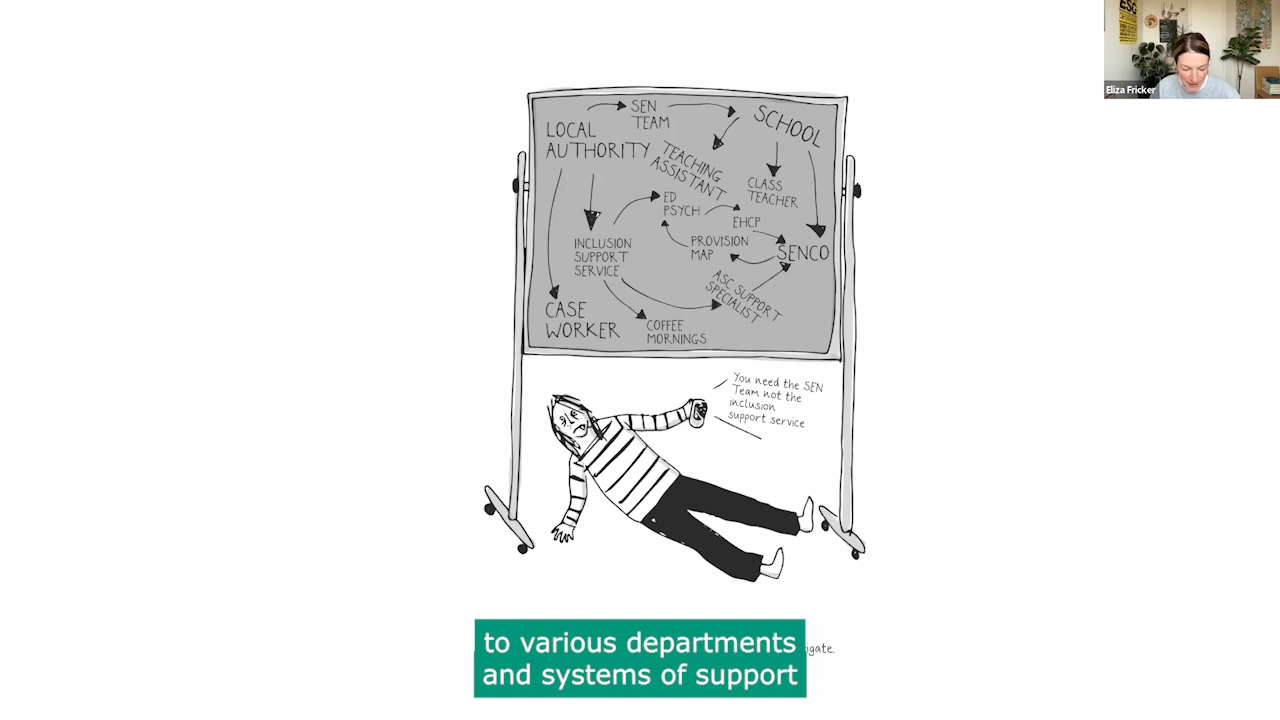 ESG
Eliza Fricker
SEN
TEAM
SCHOOL
LOCAL
AUTHORITY
TEACHING
ASSISTANT
CLASS
TEACHER
ED
PSYCH
EHCP
INCLUSION
SUPPORT
SERVICE
PROVISION
MAP
SENCO
ASC SUPPORT
SPECIALIST
CASE
WORKER
COFFEE
MORNINGS
You need the SEN
Team not the
inclusion
support service
to various departments
and systems of support
igate.